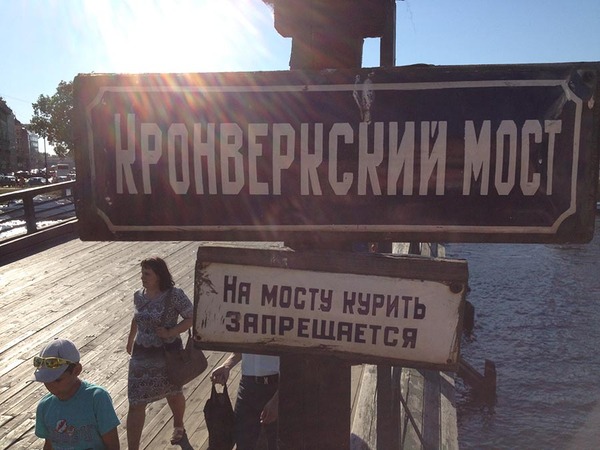 Кронверкский мост
На мосту курить
запрещается